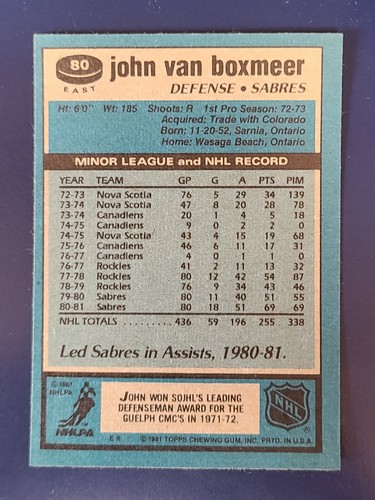 80
EAST
john van boxmeer
DEFENSE • SABRES
Ht: 6'0" Wt: 185 Shoots: R 1st Pro Season: 72-73
Acquired: Trade with Colorado
Born: 11-20-52, Sarnia, Ontario
Home: Wasaga Beach, Ontario
MINOR LEAGUE and NHL RECORD
YEAR TEAM GP G A PTS PIM
72-73 Nova Scotia 76 5 29 34 139
73-74 Nova Scotia 47 8 20 28 78
73-74 Canadiens 20 1 4 5 18
74-75 Canadiens 9 0 2 2 0
74-75 Nova Scotia 43 4 15 19 68
75-76 Canadiens 46 6 11 17 31
76-77 Canadiens 4 0 1 1 0
76-77 Rockies 41 2 11 13 32
77-78 Rockies 80 12 42 54 87
78-79 Rockies 76 9 34 43 46
79-80 Sabres 80 11 40 51 55
80-81 Sabres 80 18 51 69 69
NHL TOTALS ......... 436 59 196 255 338
Led Sabres in Assists, 1980-81.
© 1981
NHLPA
NHLPA
JOHN WON SOJHL'S LEADING
DEFENSEMAN AWARD FOR THE
GUELPH CMC'S IN 1971-72.
NHL
E* © 1981 TOPPS CHEWING GUM, INC. PRTD. IN U.S.A.